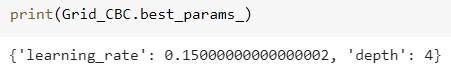 print(Grid_CBC.best_params_)
{'learning_rate': 0.15000000000000002, 'depth': 4}